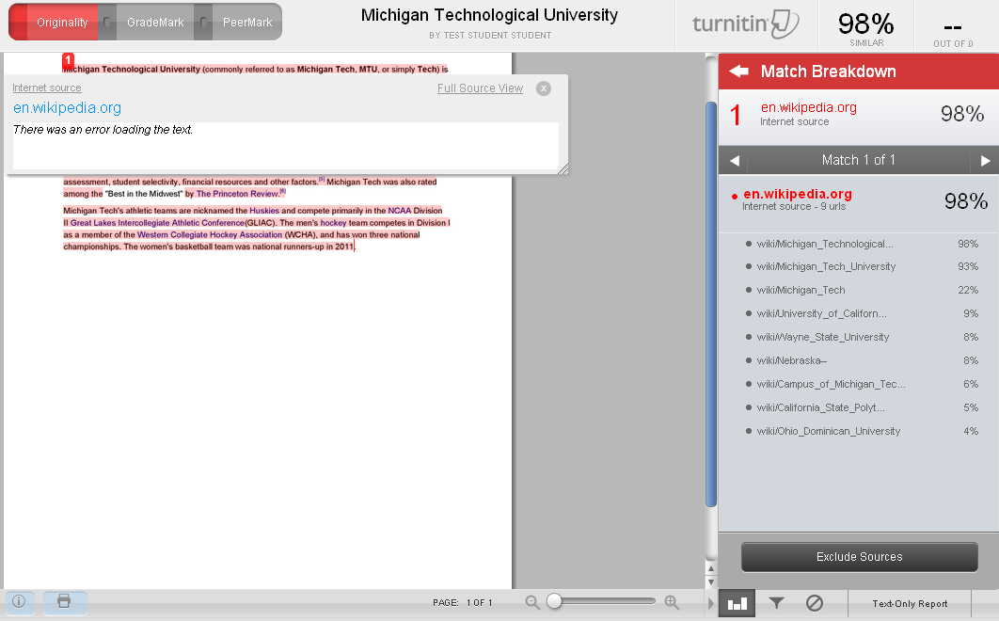 Originality
GradeMark
PeerMark
Michigan Technological University
BY TEST STUDENT STUDENT
turnitin
98%
SIMILAR
--
OUT OF 0
1
Michigan Technological University (commonly referred to as Michigan Tech, MTU, or simply Tech) is
Internet source
Full Source View
en.wikipedia.org
There was an error loading the text.
assessment, student selectivity, financial resources and other factors.[5] Michigan Tech was also rated
among the "Best in the Midwest" by The Princeton Review.[6]
Michigan Tech's athletic teams are nicknamed the Huskies and compete primarily in the NCAA Division
II Great Lakes Intercollegiate Athletic Conference(GLIAC). The men's hockey team competes in Division I
as a member of the Western Collegiate Hockey Association (WCHA), and has won three national
championships. The women's basketball team was national runners-up in 2011.
Match Breakdown
1 en.wikipedia.org 98%
Internet source
Match 1 of 1
en.wikipedia.org 98%
Internet source - 9 urls
wiki/Michigan_Technological... 98%
wiki/Michigan_Tech_University 93%
wiki/Michigan_Tech 22%
wiki/University_of_Californ... 9%
wiki/Wayne_State_University 8%
wiki/Nebraska– 8%
wiki/Campus_of_Michigan_Tec... 6%
wiki/California_State_Polyt... 5%
wiki/Ohio_Dominican_University 4%
Exclude Sources
PAGE: 1 OF 1
Text-Only Report